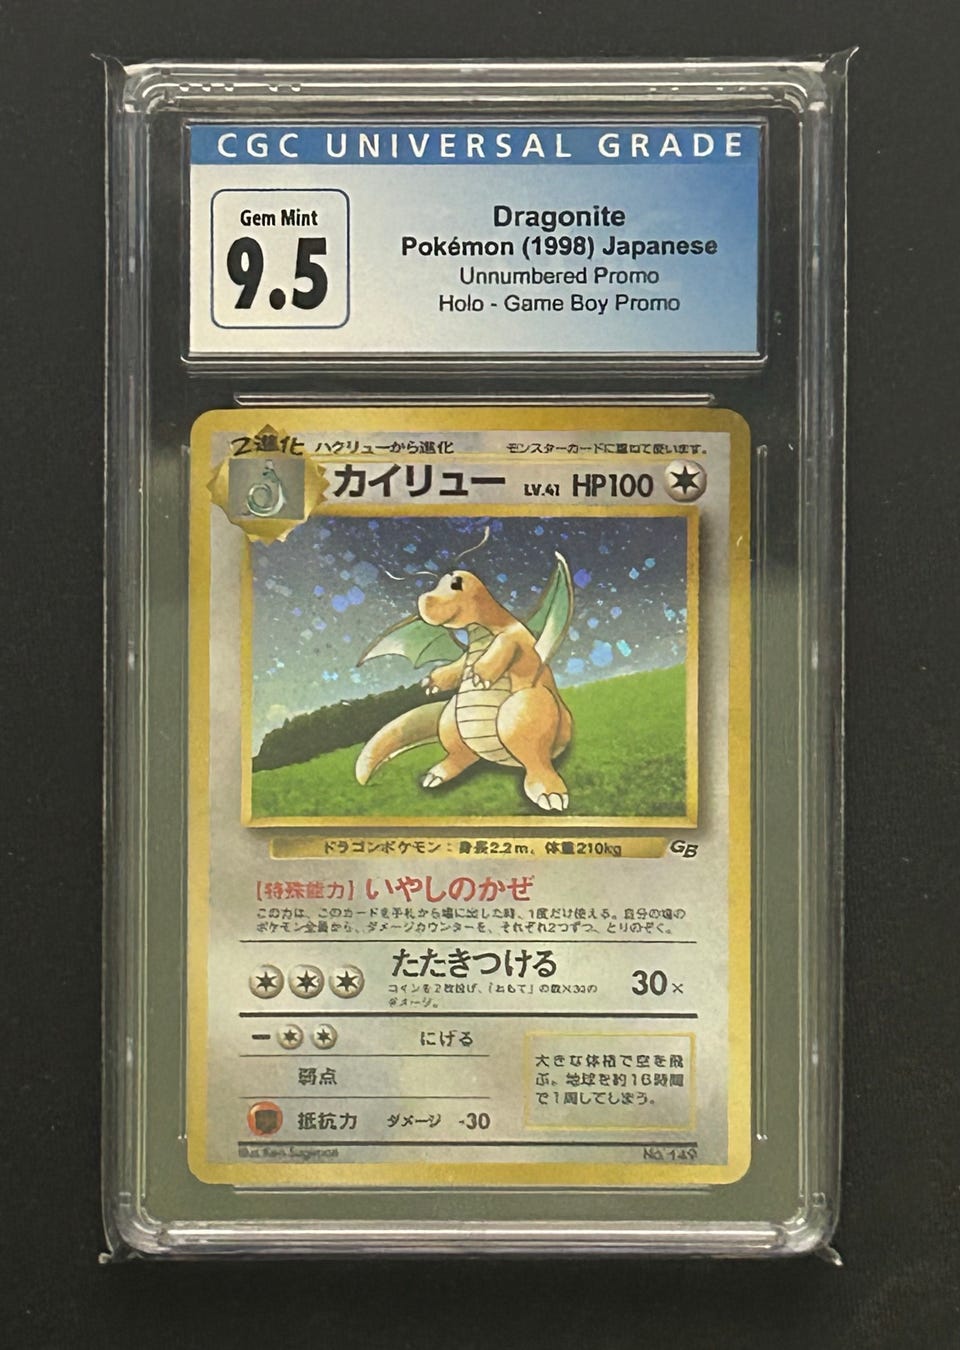 CGC UNIVERSAL GRADE
Gem Mint
9.5
Dragonite
Pokémon (1998) Japanese
Unnumbered Promo
Holo - Game Boy Promo
2進化 ハクリューから進化 モンスターカードに重ねて使います。
カイリュー LV.41 HP100
ドラゴンポケモン：身長2.2m、体重210kg GB
【特殊能力】いやしのかぜ
この力は、このカードを手札から場に出した時、1度だけ使える。自分の場の
ポケモン全員から、ダメージカウンターを、それぞれ2つずつ、とりのぞく。
たたきつける 30×
コインを2枚投げ、「おもて」の数×30の
ダメージ。
にげる
弱点
抵抗力 ダメージ -30
大きな体格で空を飛
ぶ。地球を約16時間
で1周してしまう。
Illus. Ken Sugimori NO.149